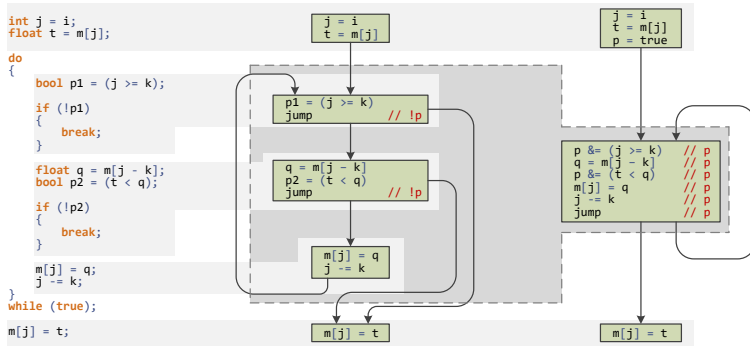 int j = i;
float t = m[j];
do
{
bool p1 = (j >= k);
if (!p1)
{
break;
}
float q = m[j - k];
bool p2 = (t < q);
if (!p2)
{
break;
}
m[j] = q;
j -= k;
}
while (true);
m[j] = t;
j = i
t = m[j]
p1 = (j >= k)
jump // !p
q = m[j - k]
p2 = (t < q)
jump // !p
m[j] = q
j -= k
m[j] = t
j = i
t = m[j]
p = true
p &= (j >= k) // p
q = m[j - k] // p
p &= (t < q) // p
m[j] = q // p
j -= k // p
jump // p
m[j] = t